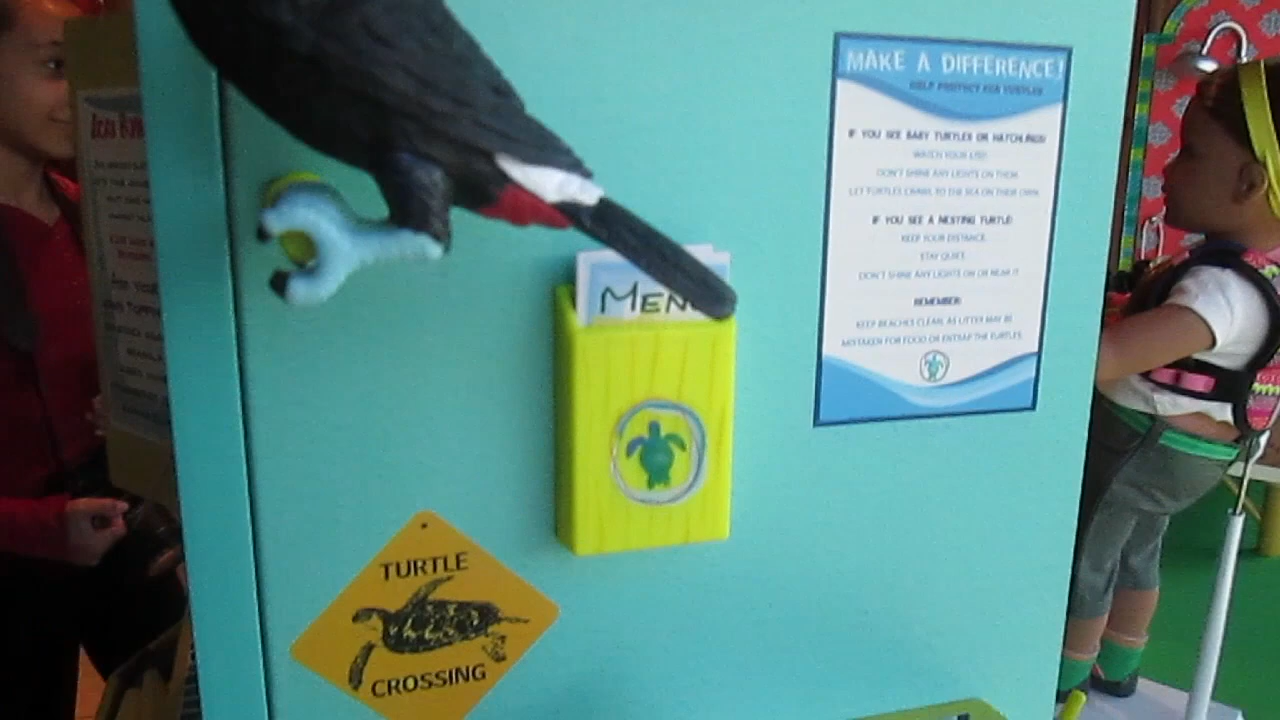 MAKE A DIFFERENCE!
HELP PROTECT SEA TURTLES
IF YOU SEE BABY TURTLES OR HATCHLINGS:
WATCH YOUR STEP
DON'T SHINE ANY LIGHTS ON THEM.
LET TURTLES CRAWL TO THE SEA ON THEIR OWN.
IF YOU SEE A NESTING TURTLE:
KEEP YOUR DISTANCE.
STAY QUIET.
DON'T SHINE ANY LIGHTS ON OR NEAR IT.
REMEMBER:
KEEP BEACHES CLEAN, AS LITTER MAY BE
MISTAKEN FOR FOOD OR ENTRAP THE TURTLES.
MEN
TURTLE
CROSSING